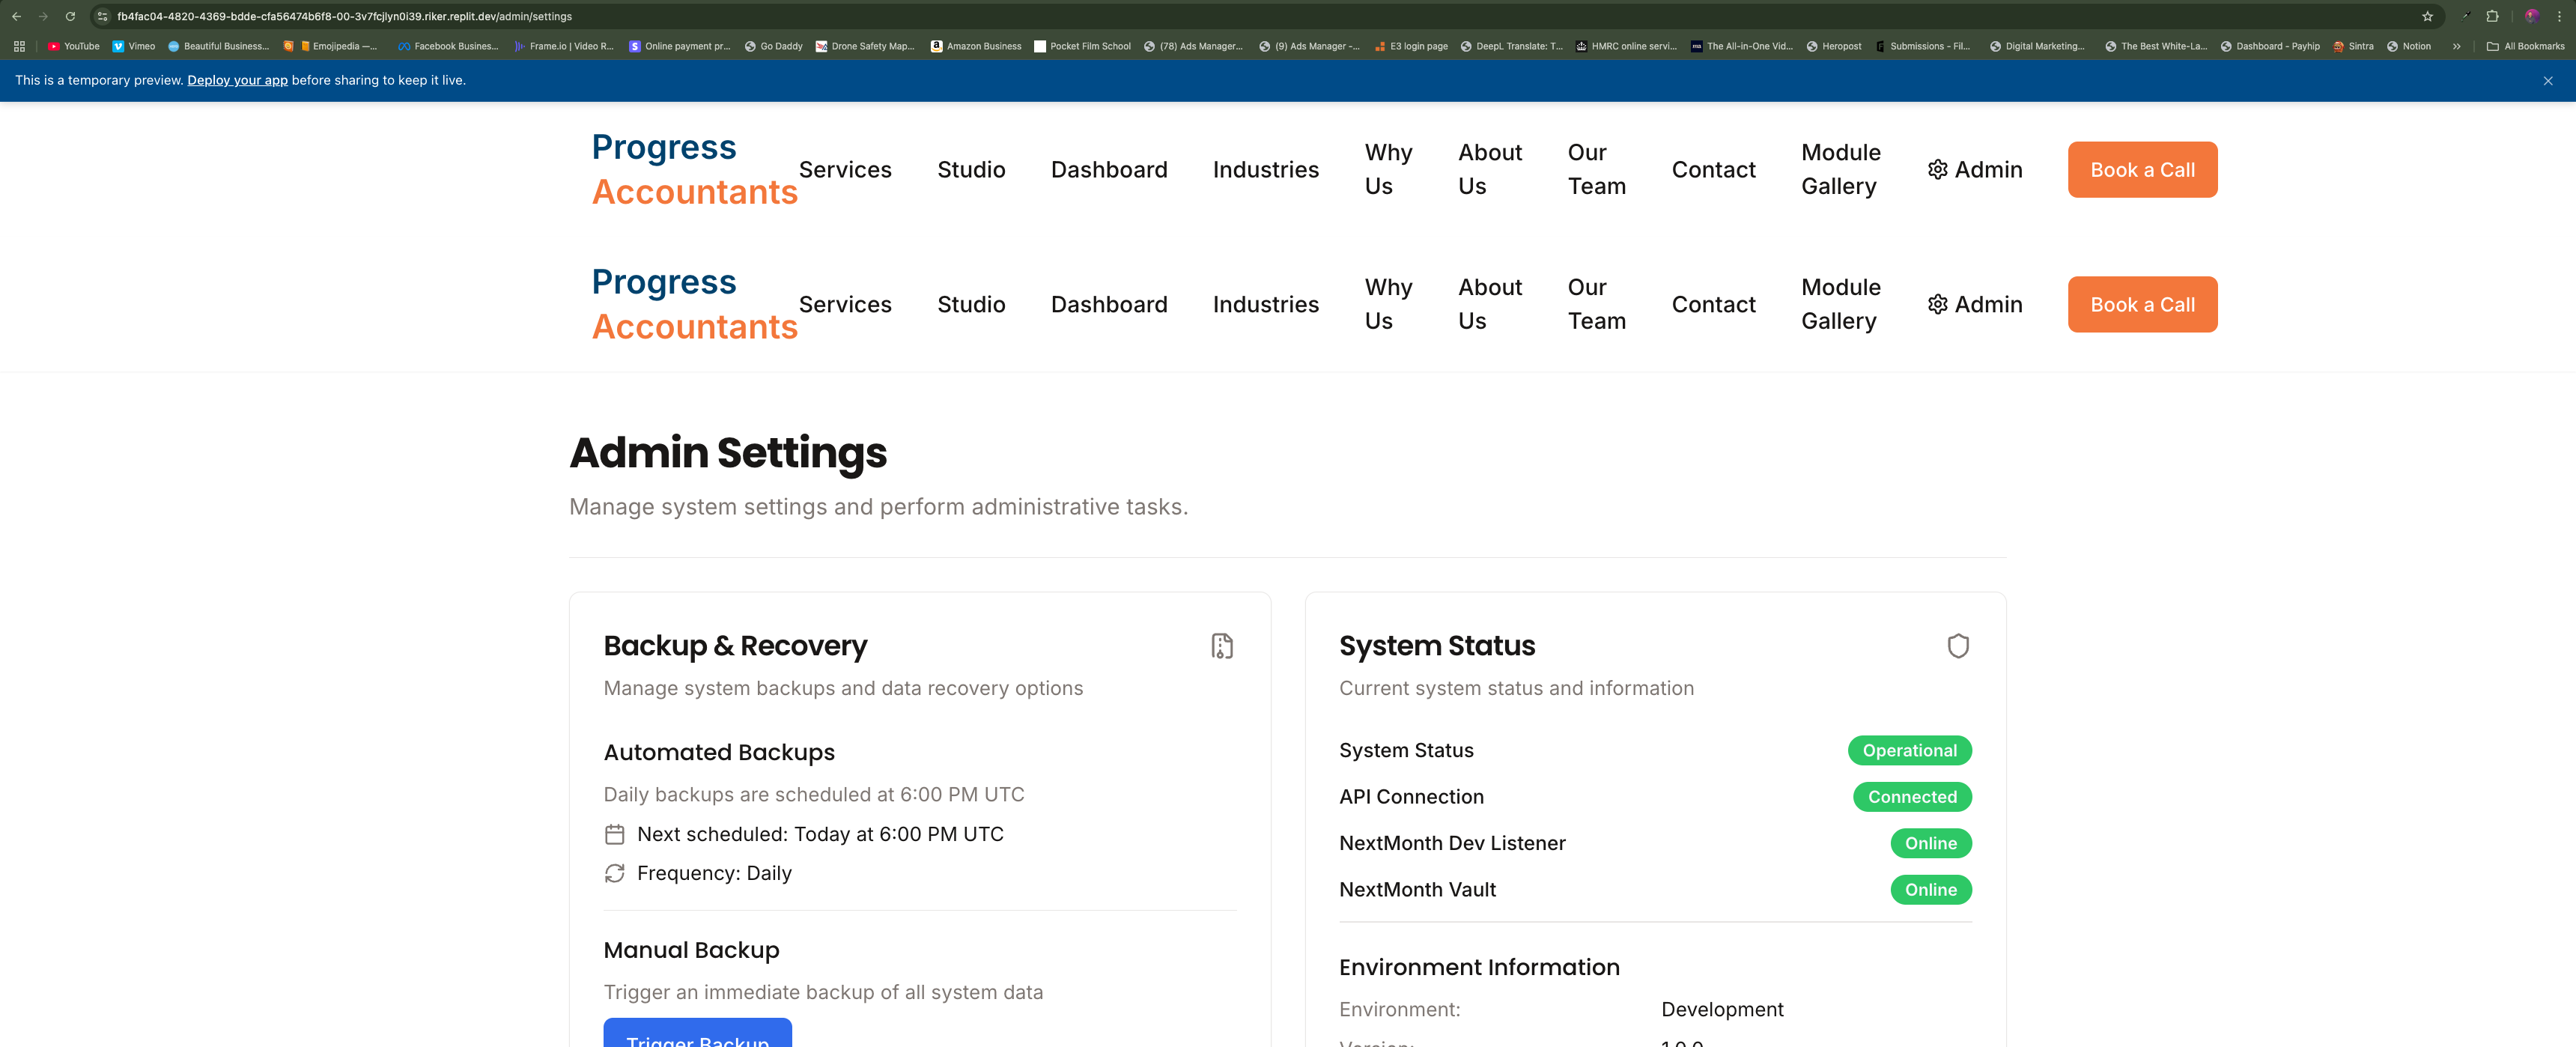 fb4fac04-4820-4369-bdde-cfa56474b6f8-00-3v7fcjlyn0i39.riker.replit.dev/admin/settings
YouTube Vimeo Beautiful Business... Emojipedia —... Facebook Busines... Frame.io | Video R... Online payment pr... Go Daddy Drone Safety Map... Amazon Business Pocket Film School (78) Ads Manager... (9) Ads Manager -... E3 login page DeepL Translate: T... HMRC online servi... The All-in-One Vid... Heropost Submissions - Fil... Digital Marketing... The Best White-La... Dashboard - Payhip Sintra Notion » All Bookmarks
This is a temporary preview. Deploy your app before sharing to keep it live.
Progress
Accountants
Services Studio Dashboard Industries Why Us About Us Our Team Contact Module Gallery Admin Book a Call
Progress
Accountants
Services Studio Dashboard Industries Why Us About Us Our Team Contact Module Gallery Admin Book a Call
Admin Settings
Manage system settings and perform administrative tasks.
Backup & Recovery
Manage system backups and data recovery options
Automated Backups
Daily backups are scheduled at 6:00 PM UTC
Next scheduled: Today at 6:00 PM UTC
Frequency: Daily
Manual Backup
Trigger an immediate backup of all system data
Trigger Backup
System Status
Current system status and information
System Status Operational
API Connection Connected
NextMonth Dev Listener Online
NextMonth Vault Online
Environment Information
Environment: Development
Version: 1.0.0